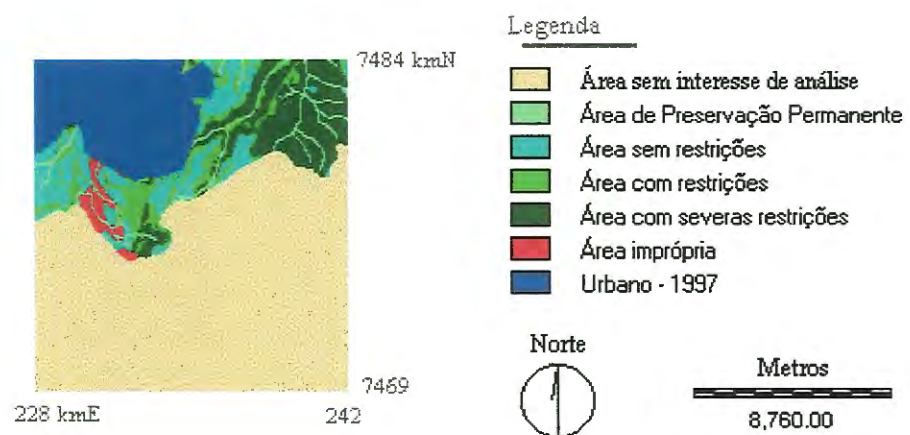 Legenda
7484 kmN
Área sem interesse de análise
Área de Preservação Permanente
Área sem restrições
Área com restrições
Área com severas restrições
Área imprópria
Urbano - 1997
7469
228 kmE
242
Norte
Metros
8,760.00